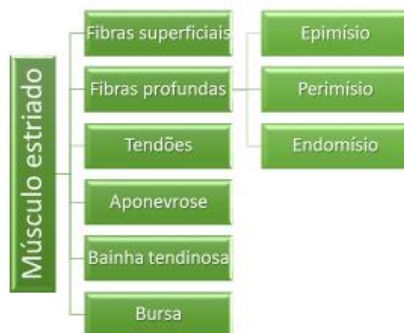 Músculo estriado
Fibras superficiais
Fibras profundas
Epimísio
Perimísio
Endomísio
Tendões
Aponevrose
Bainha tendinosa
Bursa